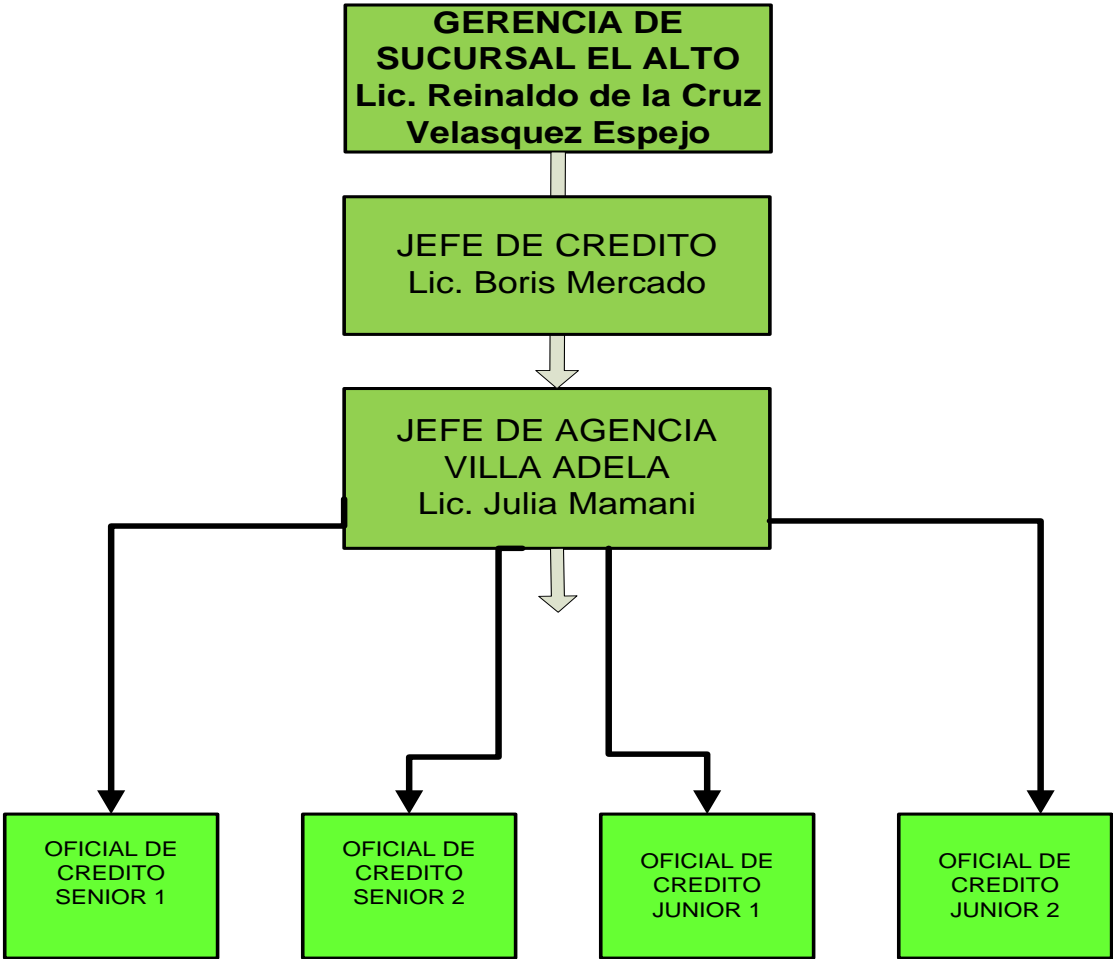 GERENCIA DE
SUCURSAL EL ALTO
Lic. Reinaldo de la Cruz
Velasquez Espejo
JEFE DE CREDITO
Lic. Boris Mercado
JEFE DE AGENCIA
VILLA ADELA
Lic. Julia Mamani
OFICIAL DE
CREDITO
SENIOR 1
OFICIAL DE
CREDITO
SENIOR 2
OFICIAL DE
CREDITO
JUNIOR 1
OFICIAL DE
CREDITO
JUNIOR 2